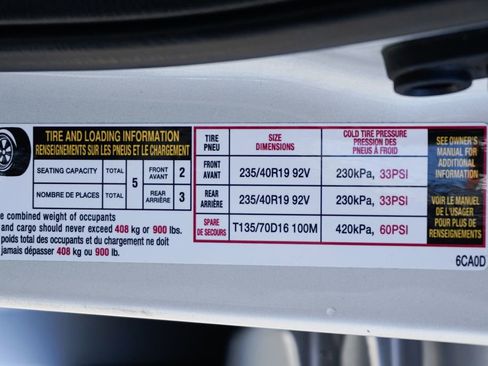 TIRE AND LOADING INFORMATION
RENSEIGNEMENTS SUR LES PNEUS ET LE CHARGEMENT
SEATING CAPACITY TOTAL 5 FRONT AVANT 2
NOMBRE DE PLACES TOTAL REAR ARRIÈRE 3
e combined weight of occupants
and cargo should never exceed 408 kg or 900 lbs.
poids total des occupants et du chargement ne doit
jamais dépasser 408 kg ou 900 lb.
TIRE PNEU SIZE DIMENSIONS COLD TIRE PRESSURE PRESSION DES PNEUS À FROID
FRONT AVANT 235/40R19 92V 230kPa, 33PSI
REAR ARRIÈRE 235/40R19 92V 230kPa, 33PSI
SPARE DE SECOURS T135/70D16 100M 420kPa, 60PSI
SEE OWNER'S
MANUAL FOR
ADDITIONAL
INFORMATION
VOIR LE MANUEL
DE L'USAGER
POUR PLUS DE
RENSEIGNEMENTS
6CA0D